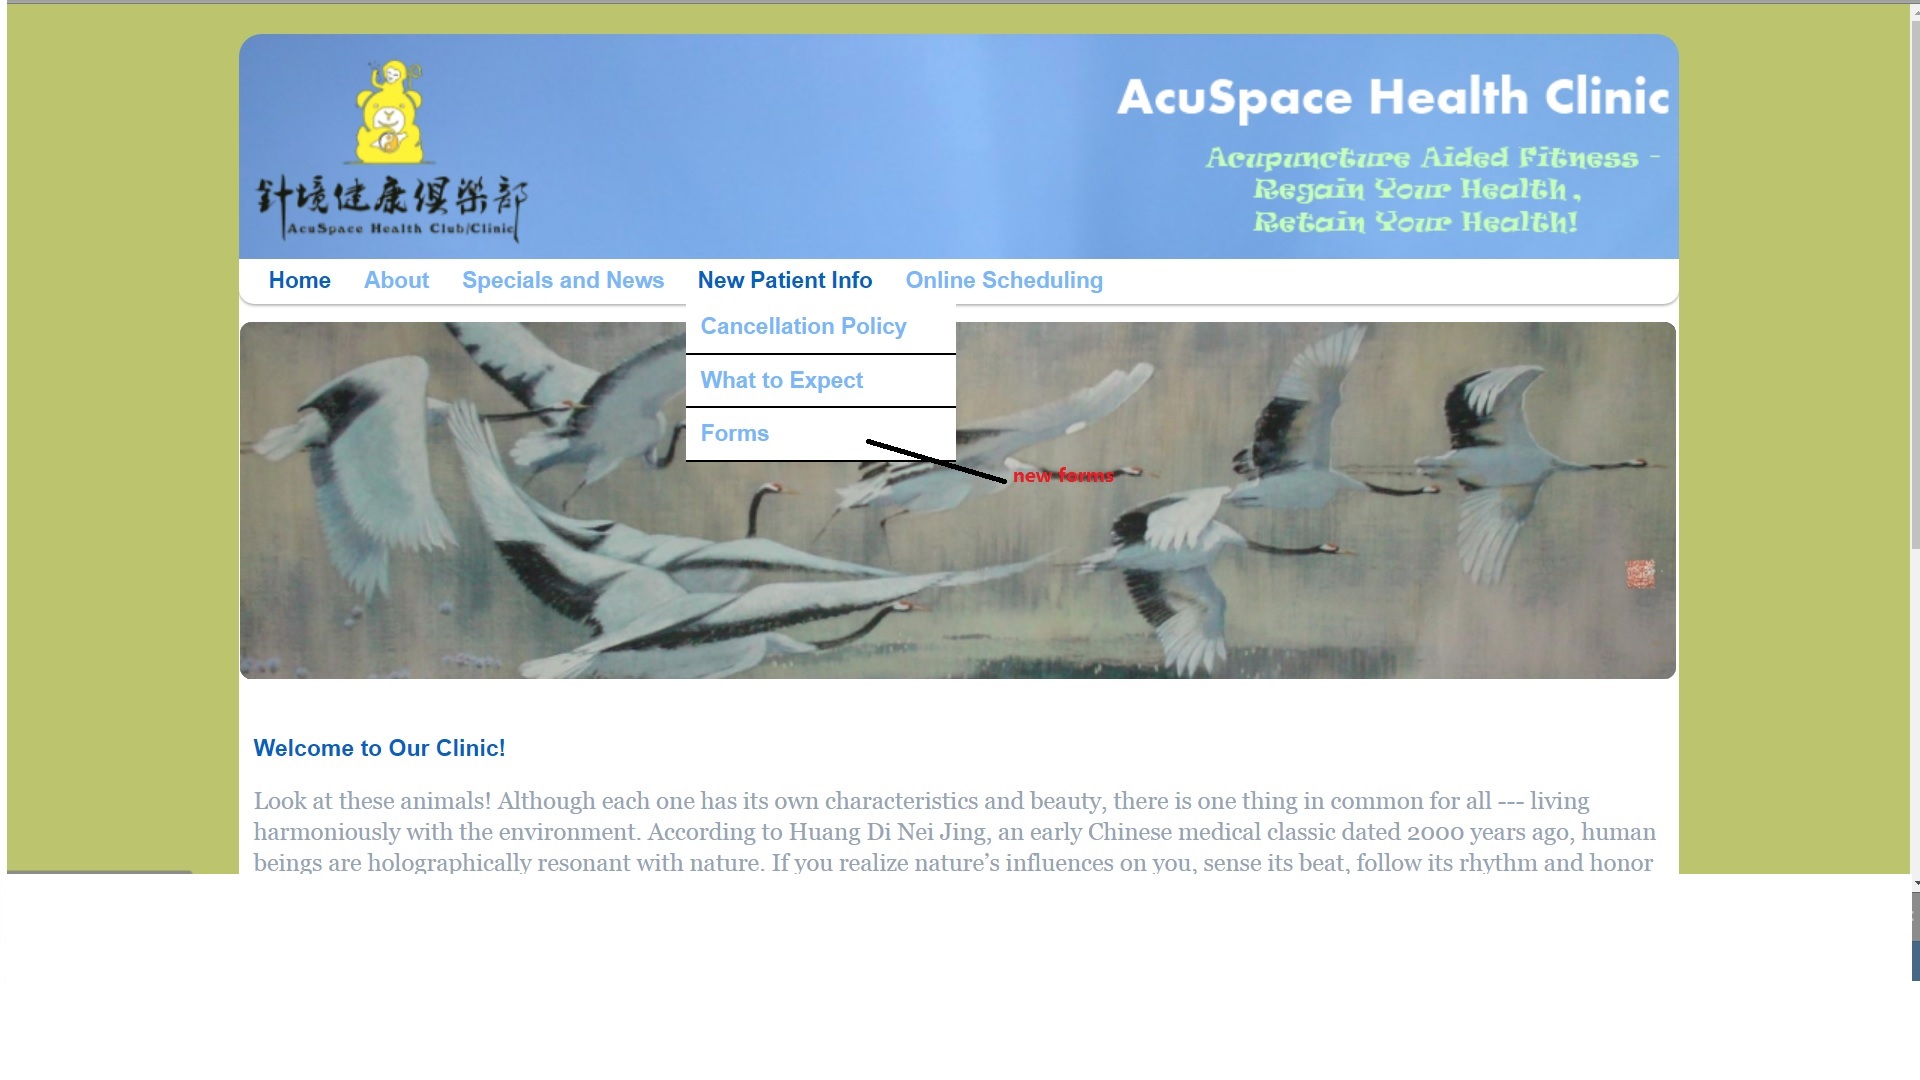 針境健康俱樂部
AcuSpace Health Club/Clinic
AcuSpace Health Clinic
Acupuncture Aided Fitness -
Regain Your Health,
Retain Your Health!
Home About Specials and News New Patient Info Online Scheduling
Cancellation Policy
What to Expect
Forms
new forms
Welcome to Our Clinic!
Look at these animals! Although each one has its own characteristics and beauty, there is one thing in common for all --- living
harmoniously with the environment. According to Huang Di Nei Jing, an early Chinese medical classic dated 2000 years ago, human
beings are holographically resonant with nature. If you realize nature’s influences on you, sense its beat, follow its rhythm and honor